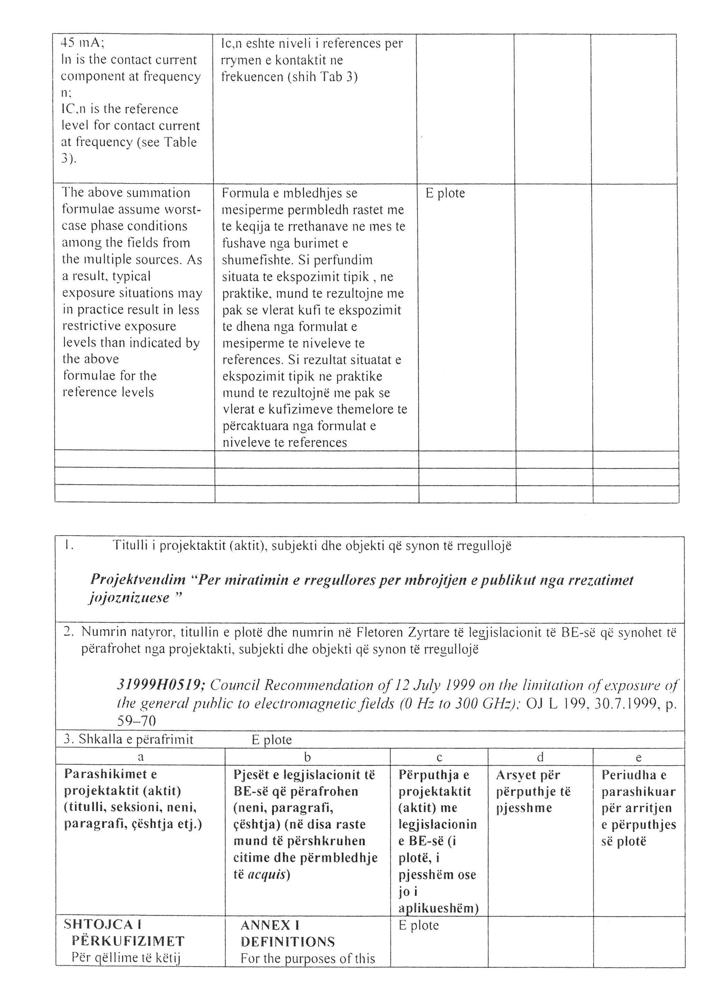 45 mA;
In is the contact current
component at frequency
n;
IC,n is the reference
level for contact current
at frequency (see Table
3).
Ic,n eshte niveli i references per
rrymen e kontaktit ne
frekuencen (shih Tab 3)
The above summation
formulae assume worst-
case phase conditions
among the fields from
the multiple sources. As
a result, typical
exposure situations may
in practice result in less
restrictive exposure
levels than indicated by
the above
formulae for the
reference levels
Formula e mbledhjes se
mesiperme permbledh rastet me
te keqija te rrethanave ne mes te
fushave nga burimet e
shumefishte. Si perfundim
situata te ekspozimit tipik , ne
praktike, mund te rezultojne me
pak se vlerat kufi te ekspozimit
te dhena nga formulat e
mesiperme te niveleve te
references. Si rezultat situatat e
ekspozimit tipik ne praktike
mund te rezultojnë me pak se
vlerat e kufizimeve themelore te
përcaktuara nga formulat e
niveleve te references
E plote
1. Titulli i projektaktit (aktit), subjekti dhe objekti që synon të rregullojë
Projektvendim “Per miratimin e rregullores per mbrojtjen e publikut nga rrezatimet
jojoznizuese ”
2. Numrin natyror, titullin e plotë dhe numrin në Fletoren Zyrtare të legjislacionit të BE-së që synohet të
përafrohet nga projektakti, subjekti dhe objekti që synon të rregullojë
31999H0519; Council Recommendation of 12 July 1999 on the limitation of exposure of
the general public to electromagnetic fields (0 Hz to 300 GHz); OJ L 199, 30.7.1999, p.
59–70
3. Shkalla e përafrimit E plote
a b c d e
Parashikimet e
projektaktit (aktit)
(titulli, seksioni, neni,
paragrafi, çështja etj.)
Pjesët e legjislacionit të
BE-së që përafrohen
(neni, paragrafi,
çështja) (në disa raste
mund të përshkruhen
citime dhe përmbledhje
të acquis)
Përputhja e
projektaktit
(aktit) me
legjislacionin
e BE-së (i
plotë, i
pjesshëm ose
jo i
aplikueshëm)
Arsyet për
përputhje të
pjesshme
Periudha e
parashikuar
për arritjen
e përputhjes
së plotë
SHTOJCA I
PËRKUFIZIMET
Për qëllime të këtij
ANNEX I
DEFINITIONS
For the purposes of this
E plote